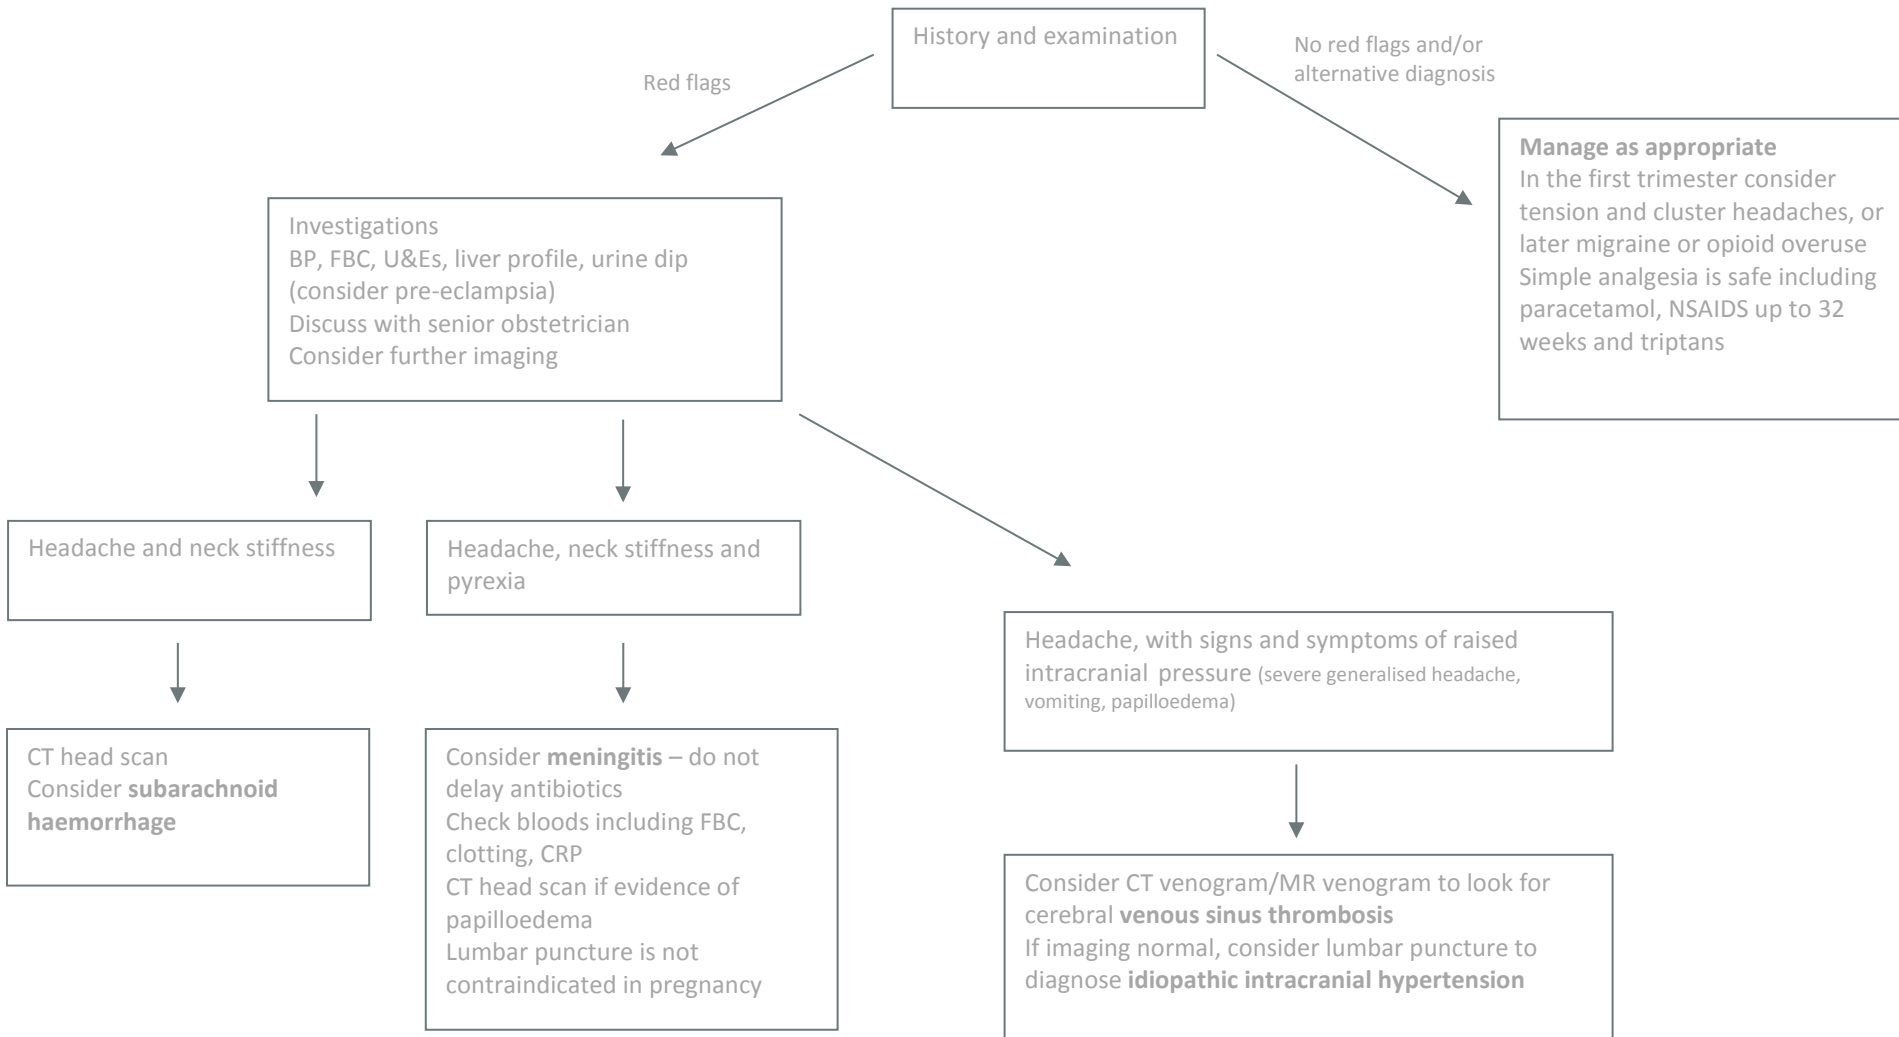 History and examination
Red flags
No red flags and/or
alternative diagnosis
Manage as appropriate
In the first trimester consider
tension and cluster headaches, or
later migraine or opioid overuse
Simple analgesia is safe including
paracetamol, NSAIDS up to 32
weeks and triptans
Investigations
BP, FBC, U&Es, liver profile, urine dip
(consider pre-eclampsia)
Discuss with senior obstetrician
Consider further imaging
Headache and neck stiffness
Headache, neck stiffness and
pyrexia
Headache, with signs and symptoms of raised
intracranial pressure (severe generalised headache,
vomiting, papilloedema)
CT head scan
Consider subarachnoid
haemorrhage
Consider meningitis – do not
delay antibiotics
Check bloods including FBC,
clotting, CRP
CT head scan if evidence of
papilloedema
Lumbar puncture is not
contraindicated in pregnancy
Consider CT venogram/MR venogram to look for
cerebral venous sinus thrombosis
If imaging normal, consider lumbar puncture to
diagnose idiopathic intracranial hypertension